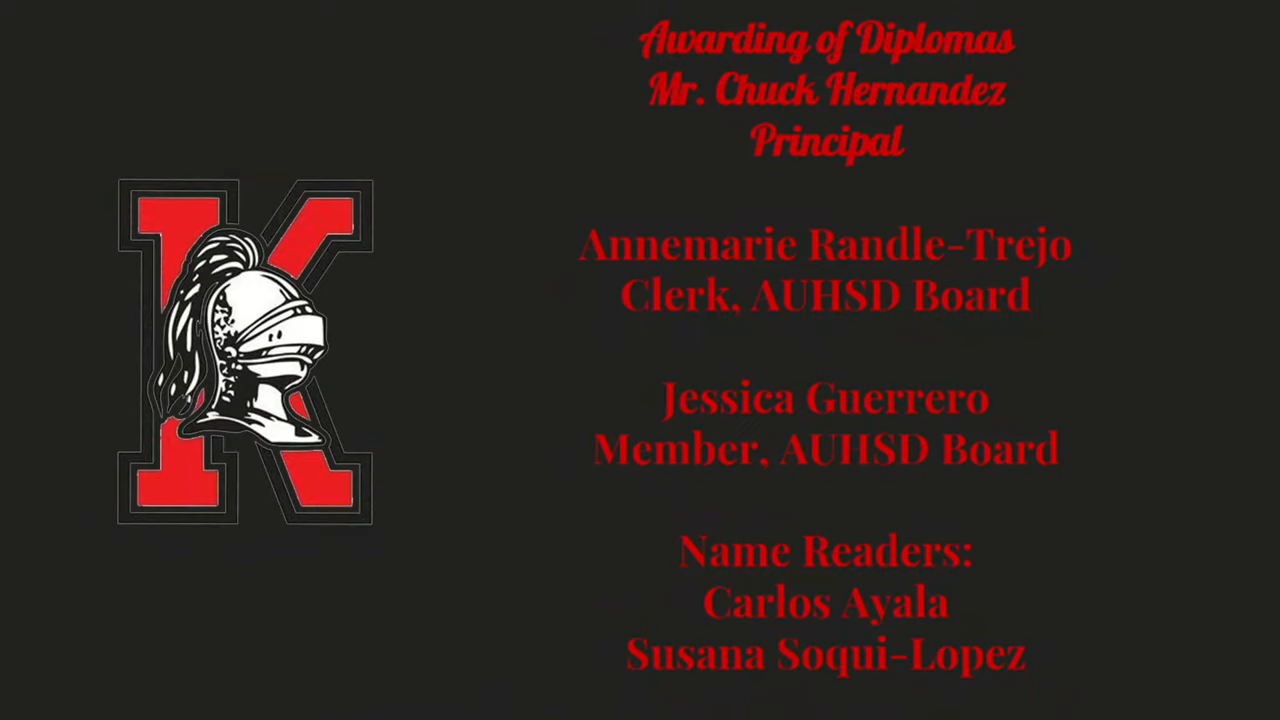 Awarding of Diplomas
Mr. Chuck Hernandez
Principal
Annemarie Randle-Trejo
Clerk, AUHSD Board
Jessica Guerrero
Member, AUHSD Board
Name Readers:
Carlos Ayala
Susana Soqui-Lopez
K